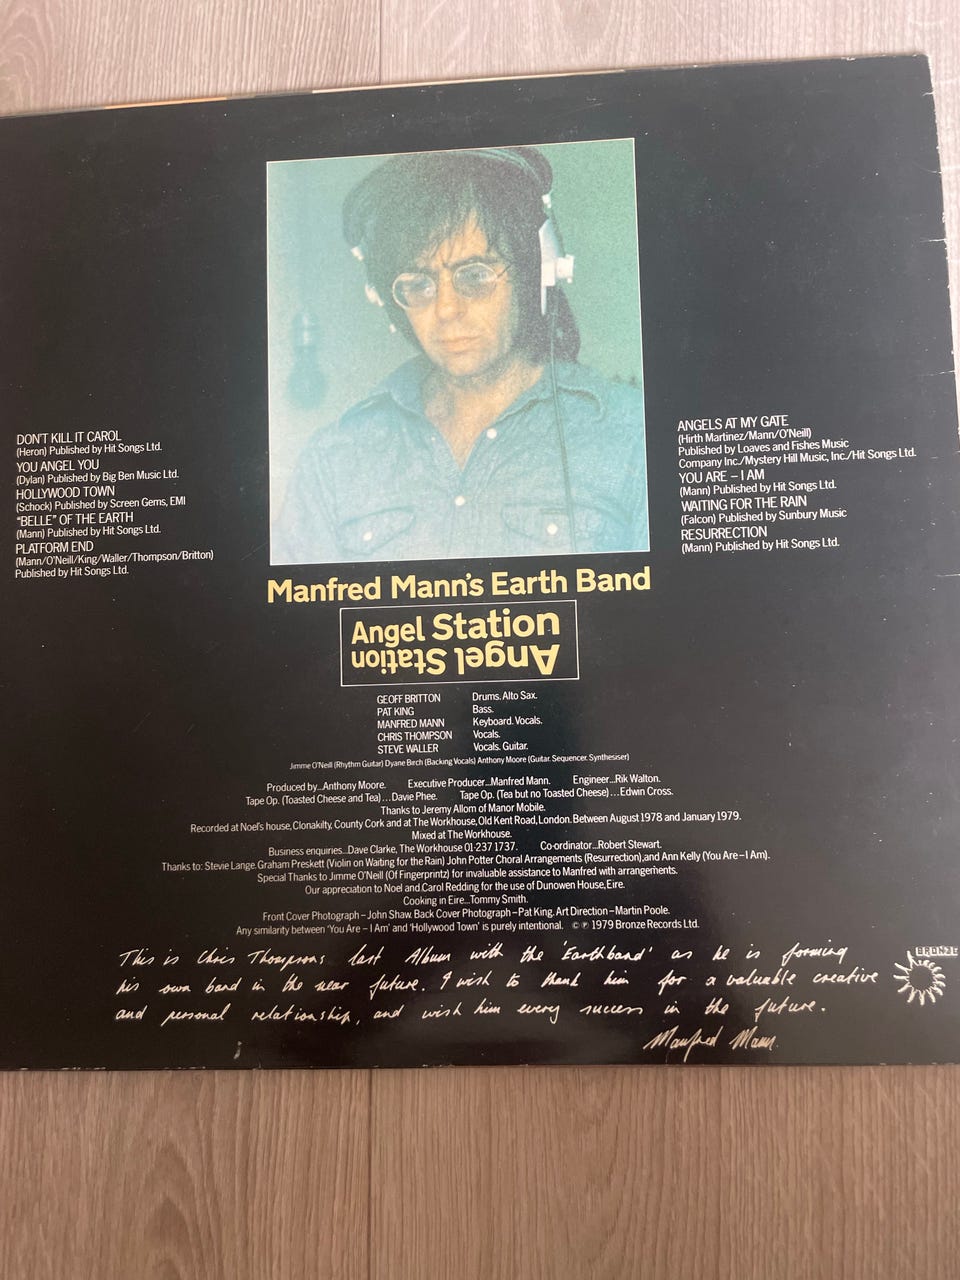 DON'T KILL IT CAROL
(Heron) Published by Hit Songs Ltd.
YOU ANGEL YOU
(Dylan) Published by Big Ben Music Ltd.
HOLLYWOOD TOWN
(Schock) Published by Screen Gems, EMI
"BELLE" OF THE EARTH
(Mann) Published by Hit Songs Ltd.
PLATFORM END
(Mann/O'Neill/King/Waller/Thompson/Britton)
Published by Hit Songs Ltd.
ANGELS AT MY GATE
(Hirth Martinez/Mann/O'Neill)
Published by Loaves and Fishes Music
Company Inc./Mystery Hill Music, Inc./Hit Songs Ltd.
YOU ARE – I AM
(Mann) Published by Hit Songs Ltd.
WAITING FOR THE RAIN
(Falcon) Published by Sunbury Music
RESURRECTION
(Mann) Published by Hit Songs Ltd.
Manfred Mann's Earth Band
Angel Station
Angel Station
GEOFF BRITTON Drums. Alto Sax.
PAT KING Bass.
MANFRED MANN Keyboard. Vocals.
CHRIS THOMPSON Vocals.
STEVE WALLER Vocals. Guitar.
Jimme O'Neill (Rhythm Guitar) Dyane Birch (Backing Vocals) Anthony Moore (Guitar. Sequencer. Synthesiser)
Produced by...Anthony Moore. Executive Producer...Manfred Mann. Engineer...Rik Walton.
Tape Op. (Toasted Cheese and Tea)...Davie Phee. Tape Op. (Tea but no Toasted Cheese)...Edwin Cross.
Thanks to Jeremy Allom of Manor Mobile.
Recorded at Noel's house, Clonakilty, County Cork and at The Workhouse, Old Kent Road, London. Between August 1978 and January 1979.
Mixed at The Workhouse.
Business enquiries...Dave Clarke, The Workhouse 01-237 1737. Co-ordinator...Robert Stewart.
Thanks to: Stevie Lange. Graham Preskett (Violin on Waiting for the Rain) John Potter Choral Arrangements (Resurrection), and Ann Kelly (You Are – I Am).
Special Thanks to Jimme O'Neill (Of Fingerprintz) for invaluable assistance to Manfred with arrangements.
Our appreciation to Noel and Carol Redding for the use of Dunowen House, Eire.
Cooking in Eire...Tommy Smith.
Front Cover Photograph – John Shaw. Back Cover Photograph – Pat King. Art Direction – Martin Poole.
Any similarity between 'You Are – I Am' and 'Hollywood Town' is purely intentional. © ℗ 1979 Bronze Records Ltd.
This is Chris Thompsons last Album with the 'Earthband' as he is forming
his own band in the near future. I wish to thank him for a valuable creative
and personal relationship, and wish him every success in the future.
Manfred Mann.
BRONZE